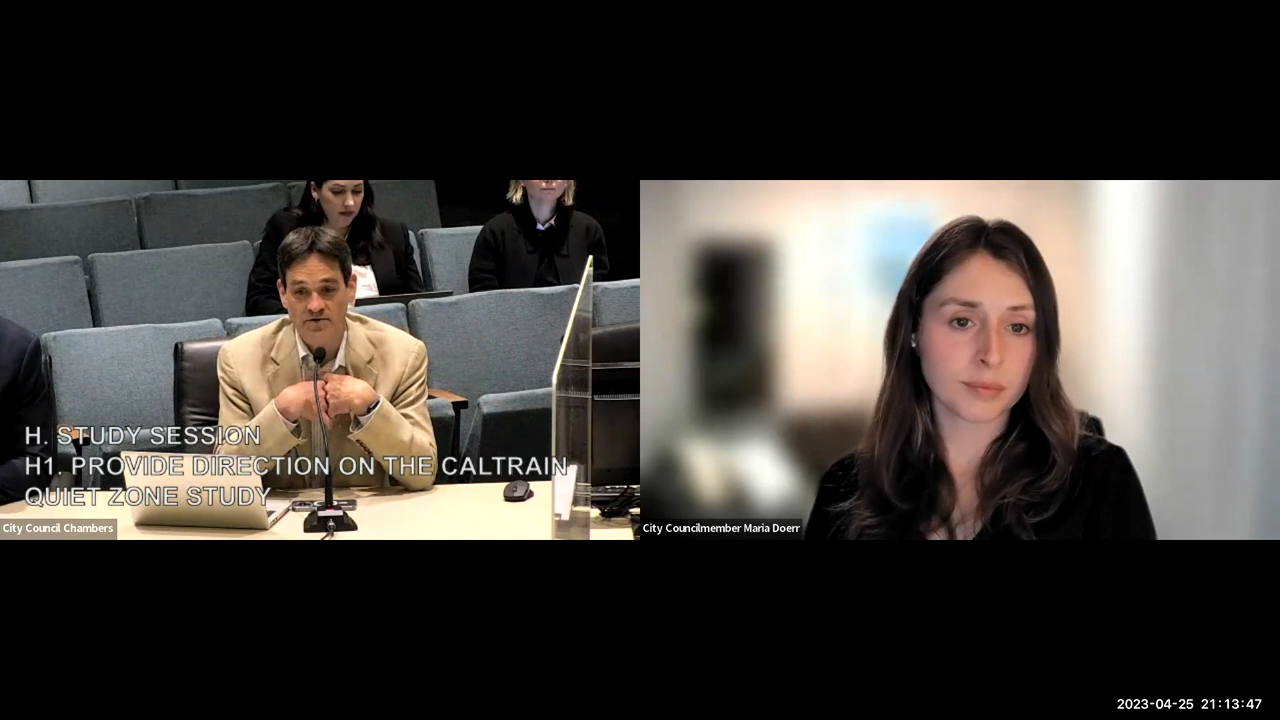 H. STUDY SESSION
H1. PROVIDE DIRECTION ON THE CALTRAIN
QUIET ZONE STUDY
City Council Chambers
City Councilmember Maria Doerr
2023-04-25 21:13:47